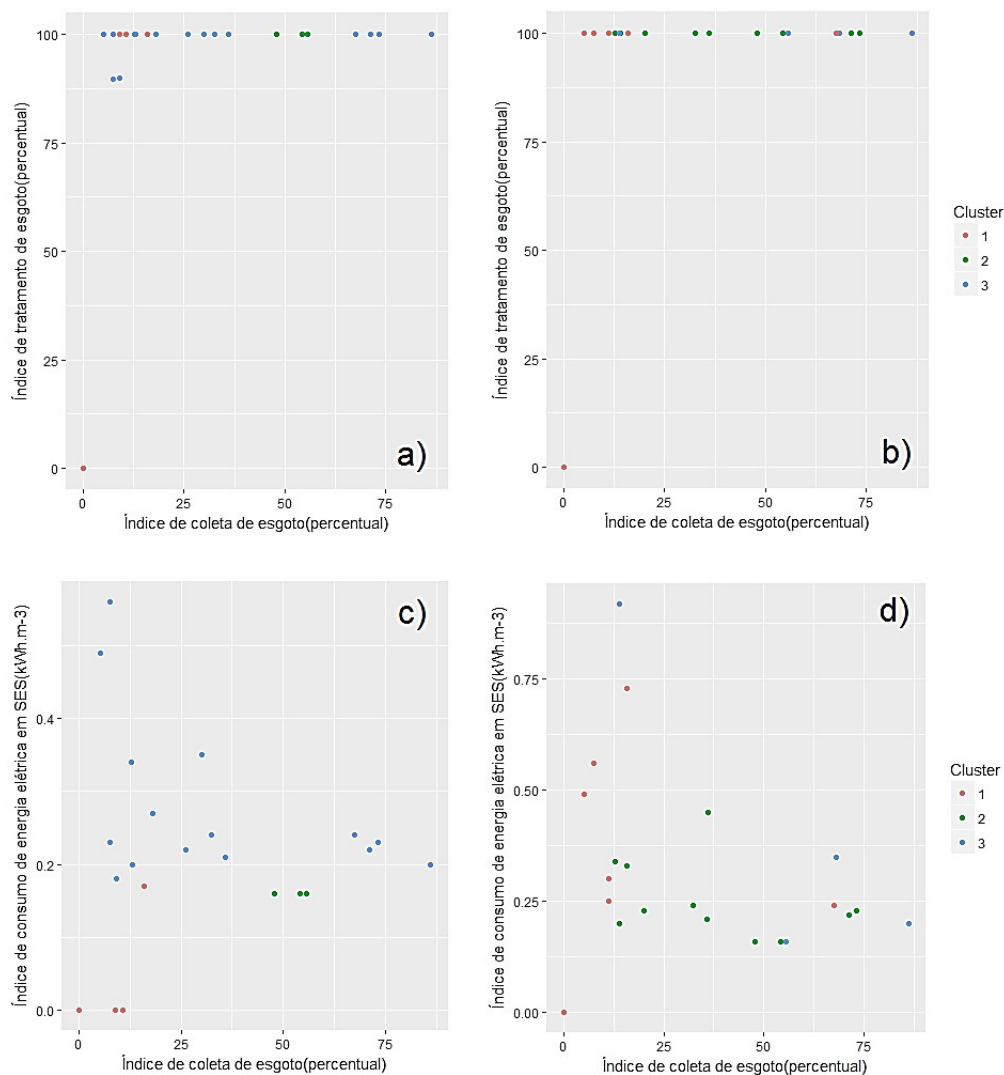 100
75
50
25
0
Índice de tratamento de esgoto(percentual)
a)
0
25
50
75
Índice de coleta de esgoto(percentual)
100
75
50
25
0
Índice de tratamento de esgoto(percentual)
b)
0
25
50
75
Índice de coleta de esgoto(percentual)
Cluster
1
2
3
0.4
0.2
0.0
Índice de consumo de energia elétrica em SES(kWh.m-3)
c)
0
25
50
75
Índice de coleta de esgoto(percentual)
0.75
0.50
0.25
0.00
Índice de consumo de energia elétrica em SES(kWh.m-3)
d)
0
25
50
75
Índice de coleta de esgoto(percentual)
Cluster
1
2
3